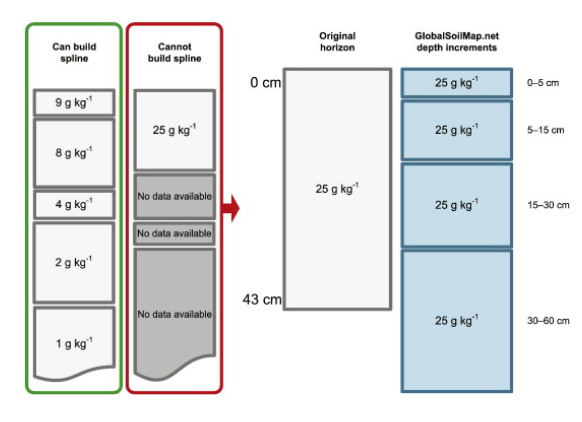 Can build
spline
9 g kg-1
8 g kg-1
4 g kg-1
2 g kg-1
1 g kg-1
Cannot
build spline
25 g kg-1
No data available
No data available
No data available
Original
horizon
0 cm
25 g kg-1
43 cm
GlobalSoilMap.net
depth increments
25 g kg-1
0–5 cm
25 g kg-1
5–15 cm
25 g kg-1
15–30 cm
25 g kg-1
30–60 cm